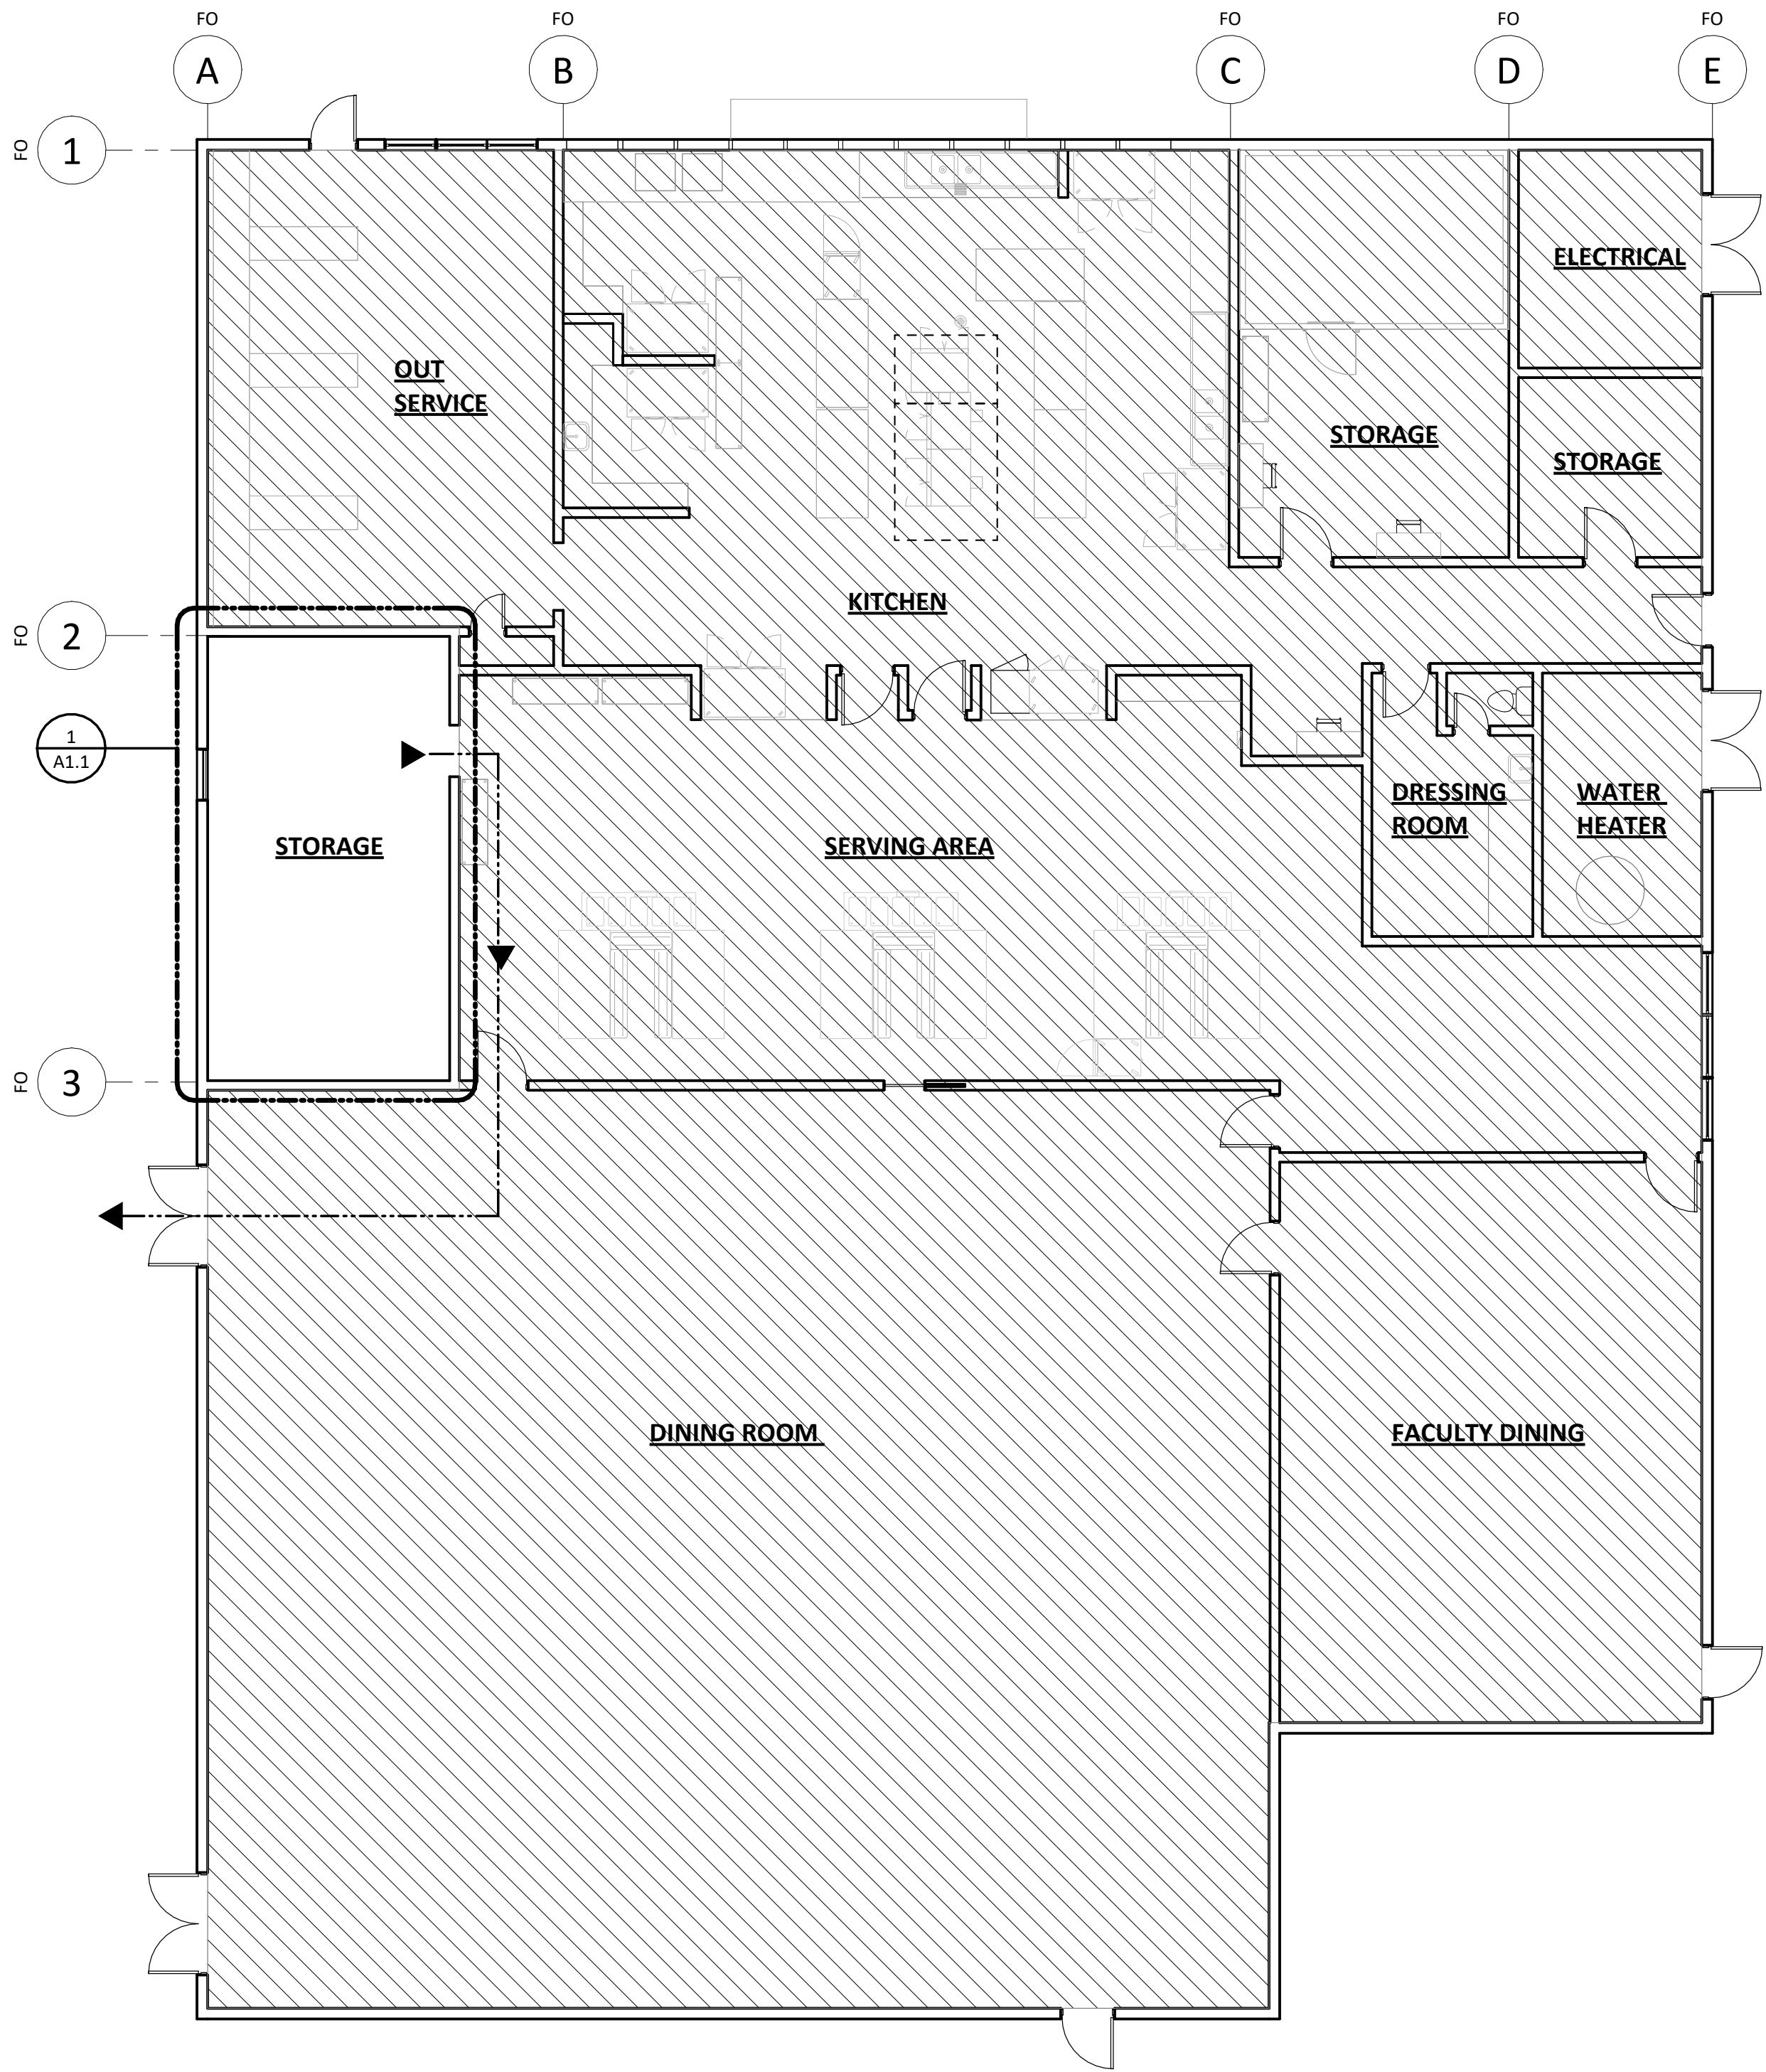 FO
FO
FO
FO
FO
A
B
C
D
E
FO
1
ELECTRICAL
OUT
SERVICE
STORAGE
STORAGE
KITCHEN
FO
2
1
A1.1
STORAGE
SERVING AREA
DRESSING
ROOM
WATER
HEATER
FO
3
DINING ROOM
FACULTY DINING